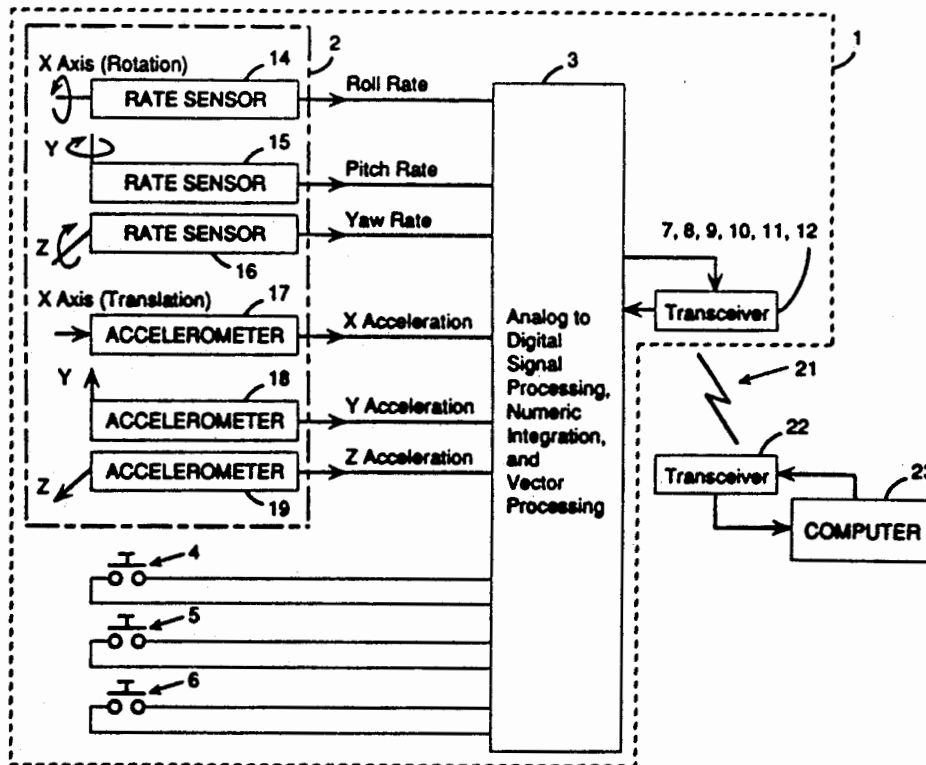 1
2
3
X Axis (Rotation)
14
RATE SENSOR
Roll Rate
Y
15
RATE SENSOR
Pitch Rate
Z
RATE SENSOR
16
Yaw Rate
7, 8, 9, 10, 11, 12
Transceiver
X Axis (Translation)
17
ACCELEROMETER
X Acceleration
Y
18
ACCELEROMETER
Y Acceleration
Z
ACCELEROMETER
19
Z Acceleration
Analog to
Digital
Signal
Processing,
Numeric
Integration,
and
Vector
Processing
21
22
Transceiver
23
COMPUTER
4
5
6